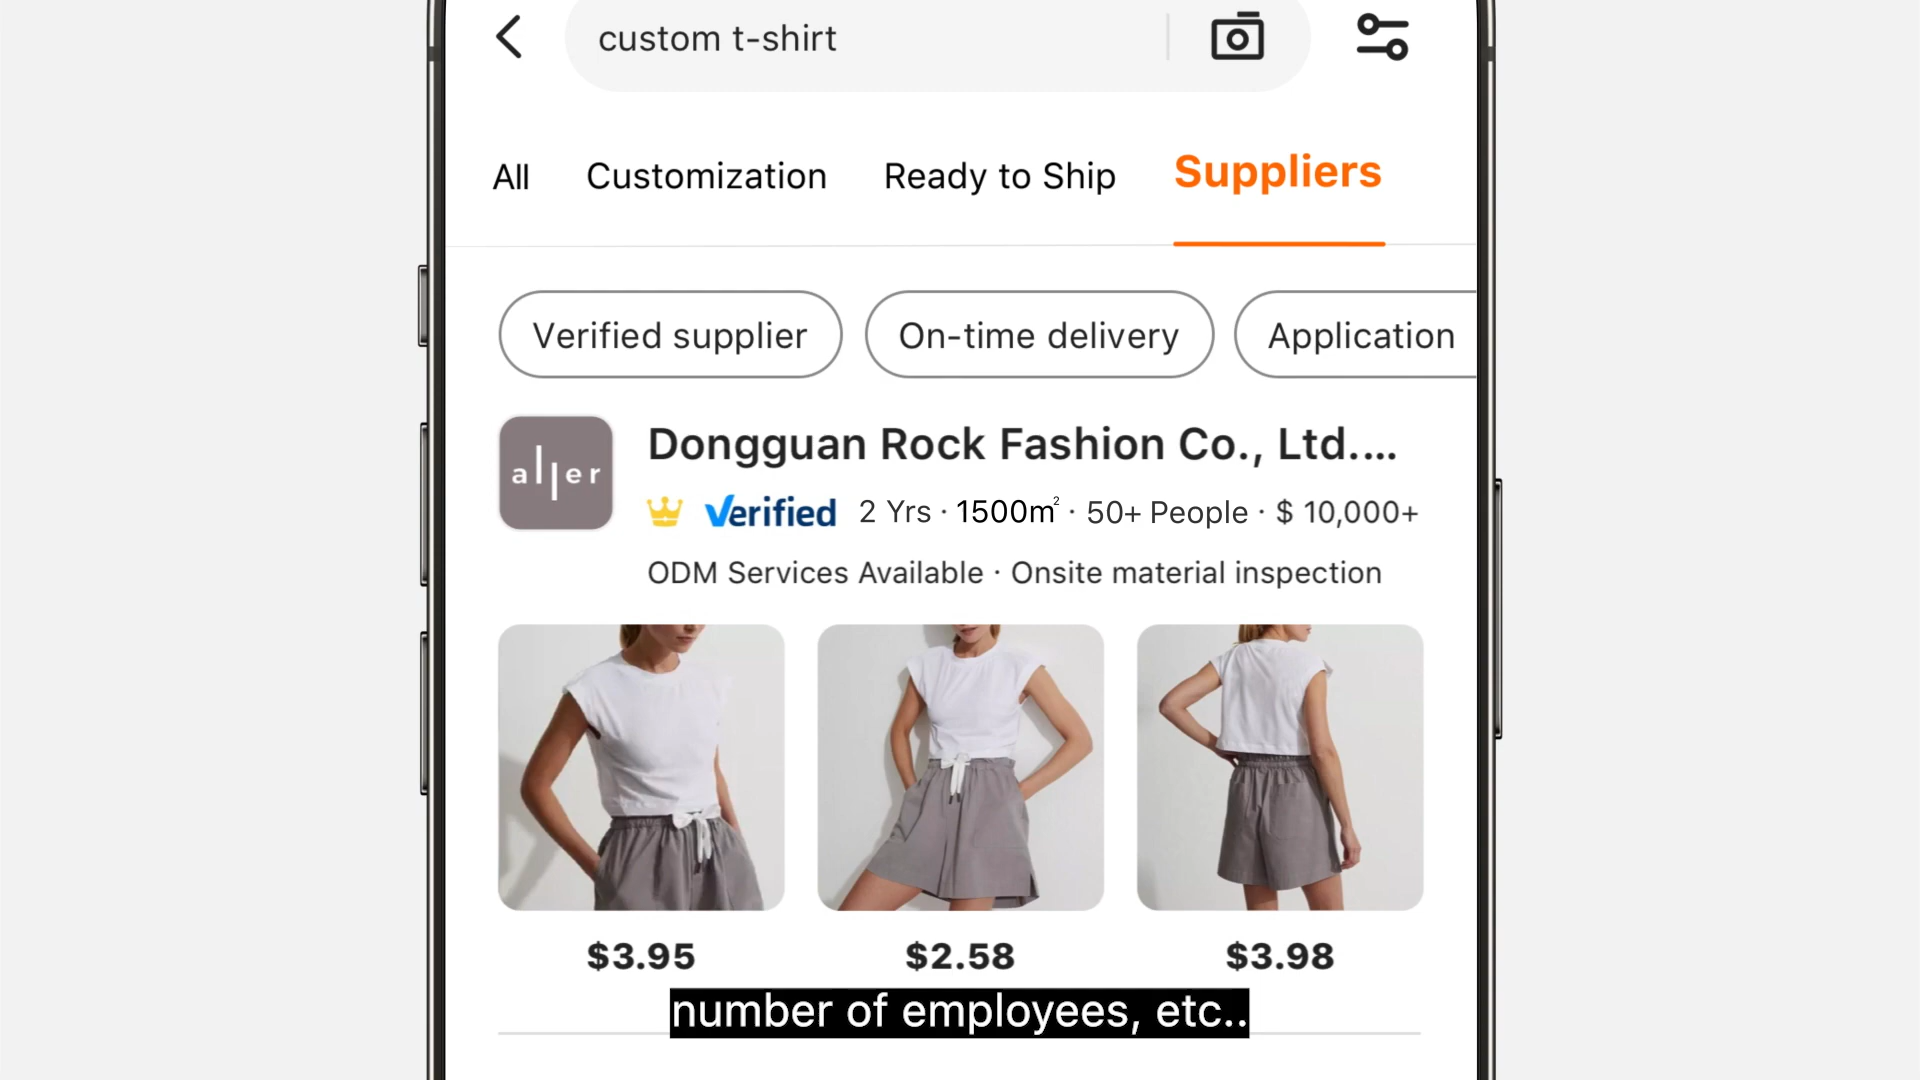 custom t-shirt
All Customization Ready to Ship Suppliers
Verified supplier On-time delivery Application
aller
Dongguan Rock Fashion Co., Ltd....
Verified 2 Yrs · 1500m² · 50+ People · $ 10,000+
ODM Services Available · Onsite material inspection
$3.95 $2.58 $3.98
number of employees, etc..